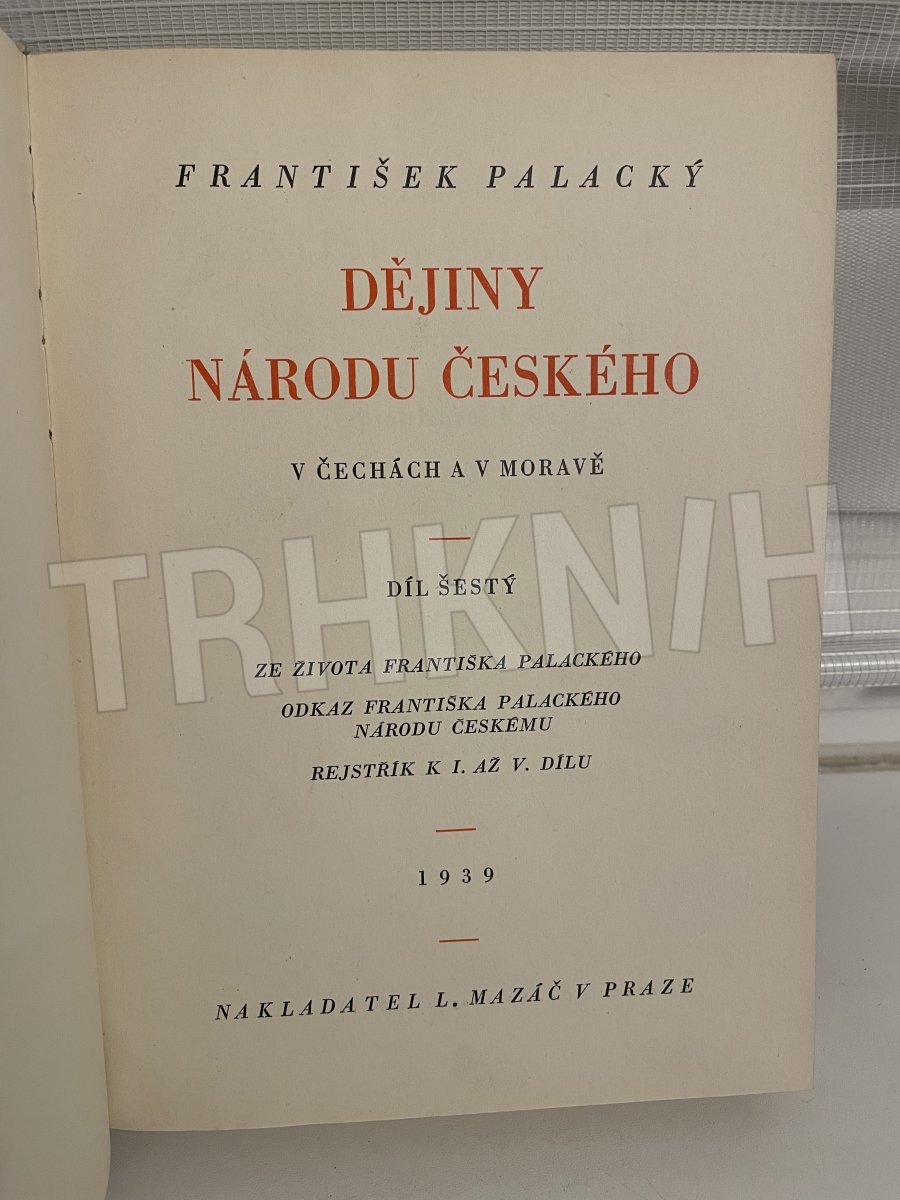 FRANTIŠEK PALACKÝ
DĚJINY
NÁRODU ČESKÉHO
V ČECHÁCH A V MORAVĚ
TRHKNIH
DÍL ŠESTÝ
ZE ŽIVOTA FRANTIŠKA PALACKÉHO
ODKAZ FRANTIŠKA PALACKÉHO
NÁRODU ČESKÉMU
REJSTŘÍK K I. AŽ V. DÍLU
1939
NAKLADATEL L. MAZÁČ V PRAZE